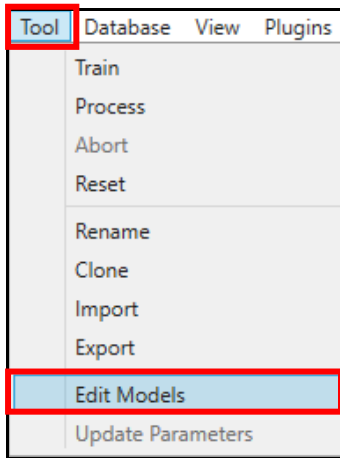 Tool Database View Plugins
Train
Process
Abort
Reset
Rename
Clone
Import
Export
Edit Models
Update Parameters